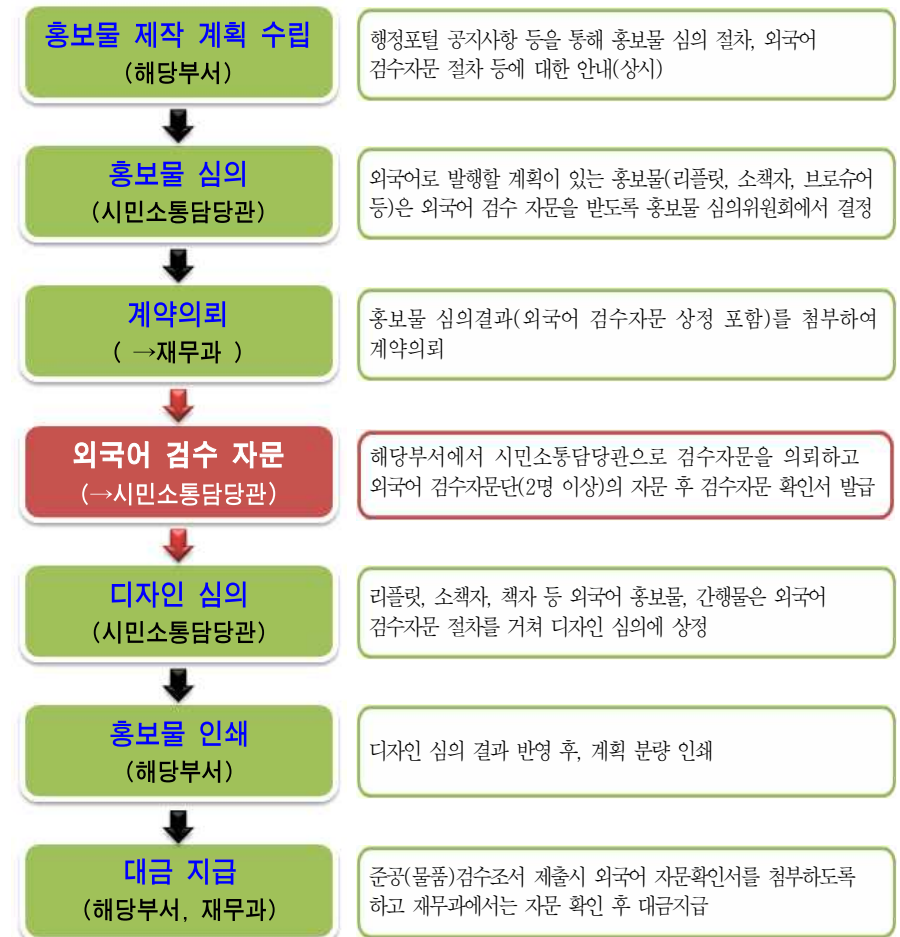 홍보물 제작 계획 수립
(해당부서)
행정포털 공지사항 등을 통해 홍보물 심의 절차, 외국어
검수자문 절차 등에 대한 안내(상시)
홍보물 심의
(시민소통담당관)
외국어로 발행할 계획이 있는 홍보물(리플릿, 소책자, 브로슈어
등)은 외국어 검수 자문을 받도록 홍보물 심의위원회에서 결정
계약의뢰
( →재무과 )
홍보물 심의결과(외국어 검수자문 상정 포함)를 첨부하여
계약의뢰
외국어 검수 자문
(→시민소통담당관)
해당부서에서 시민소통담당관으로 검수자문을 의뢰하고
외국어 검수자문단(2명 이상)의 자문 후 검수자문 확인서 발급
디자인 심의
(시민소통담당관)
리플릿, 소책자, 책자 등 외국어 홍보물, 간행물은 외국어
검수자문 절차를 거쳐 디자인 심의에 상정
홍보물 인쇄
(해당부서)
디자인 심의 결과 반영 후, 계획 분량 인쇄
대금 지급
(해당부서, 재무과)
준공(물품)검수조서 제출시 외국어 자문확인서를 첨부하도록
하고 재무과에서는 자문 확인 후 대금지급